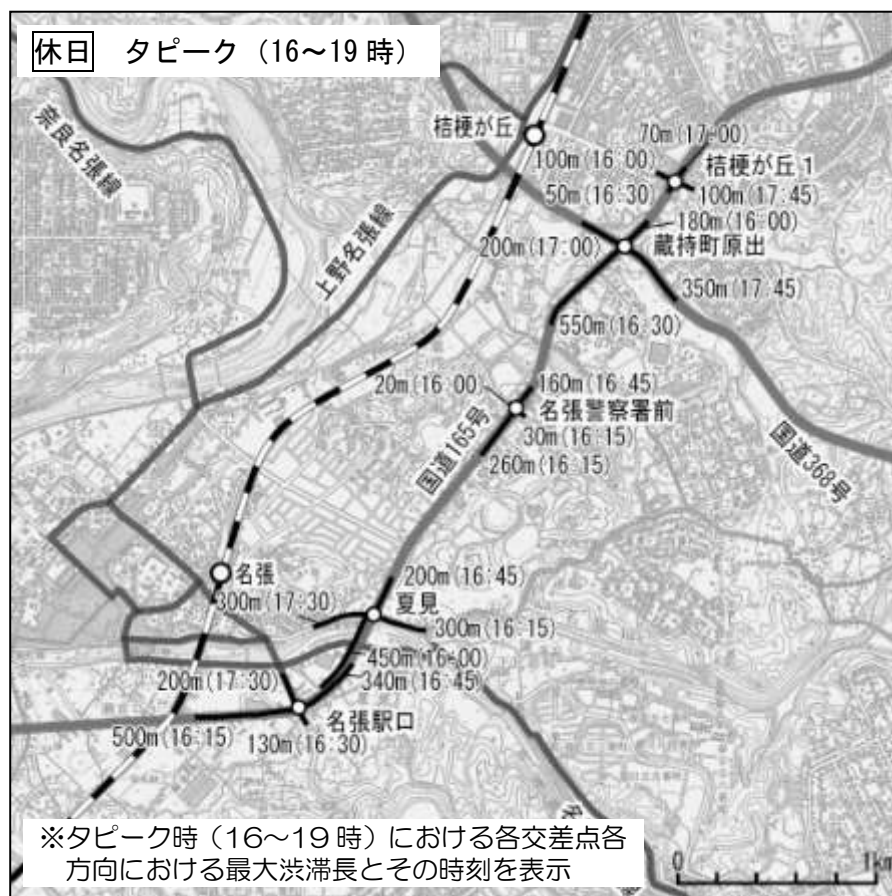 休日 タピーク（16～19時）
奈良名張線
桔梗が丘
70m(17:00)
100m(16:00)
桔梗が丘1
50m(16:30)
100m(17:45)
180m(16:00)
200m(17:00)
蔵持町原出
上野名張線
350m(17:45)
550m(16:30)
20m(16:00)
160m(16:45)
名張警察署前
30m(16:15)
国道165号
260m(16:15)
国道368号
名張
200m(16:45)
300m(17:30)
夏見
300m(16:15)
450m(16:00)
200m(17:30)
340m(16:45)
名張駅口
500m(16:15)
130m(16:30)
※タピーク時（16～19時）における各交差点各
方向における最大渋滞長とその時刻を表示
0 1km